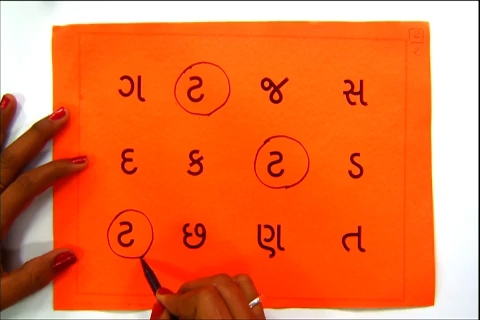 ગ ટ જ સ
દ ક ટ ડ
ટ છ ણ ત